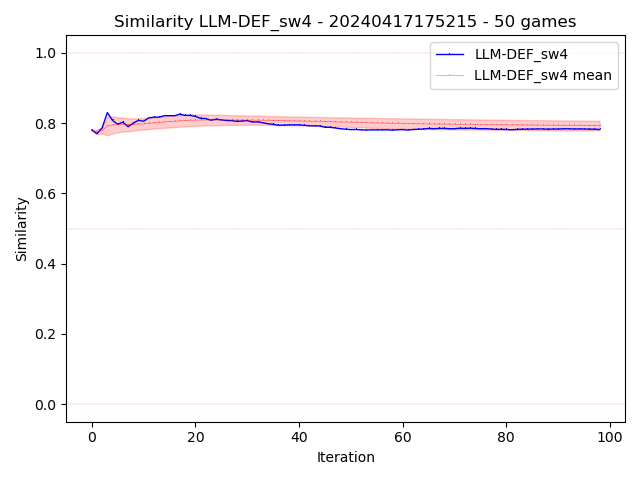 Similarity LLM-DEF_sw4 - 20240417175215 - 50 games
LLM-DEF_sw4
LLM-DEF_sw4 mean
1.0
0.8
0.6
0.4
0.2
0.0
Similarity
0 20 40 60 80 100
Iteration